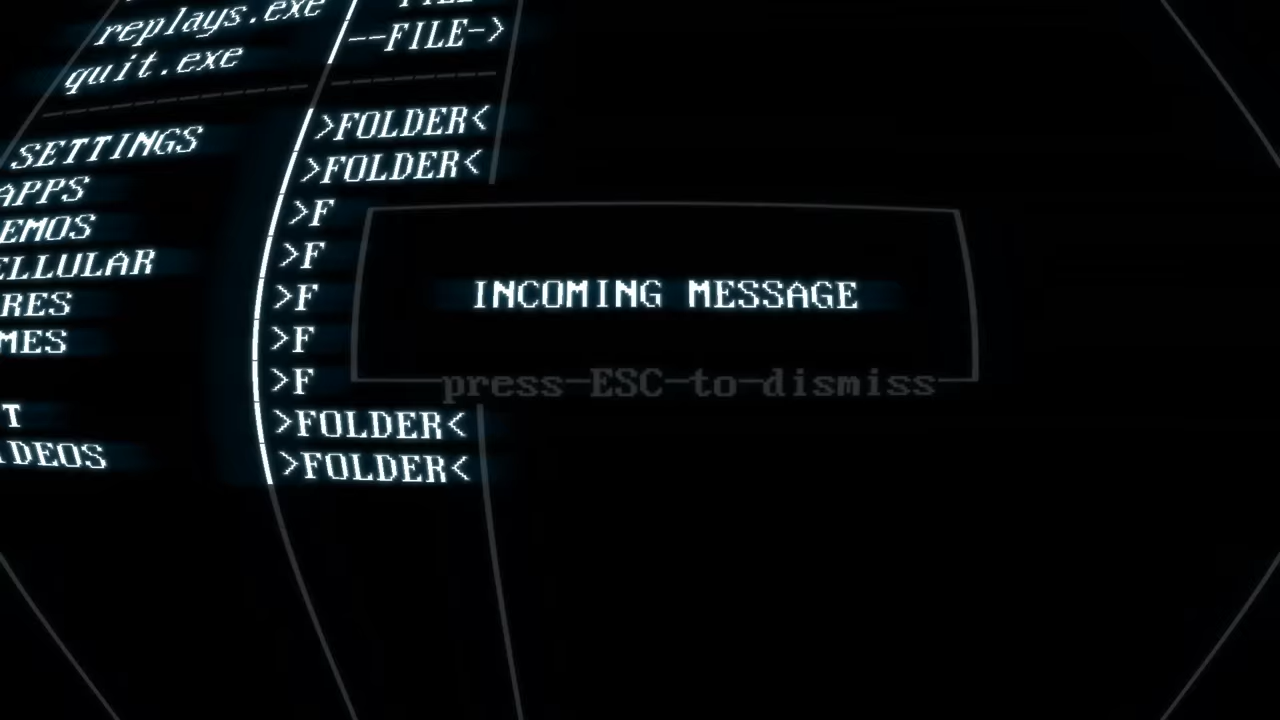 replays.exe
--FILE->
quit.exe
SETTINGS >FOLDER<
APPS >FOLDER<
EMOS >F
ELLULAR >F
RES >F
MES >F
>F
T >FOLDER<
IDEOS >FOLDER<
INCOMING MESSAGE
press ESC to dismiss